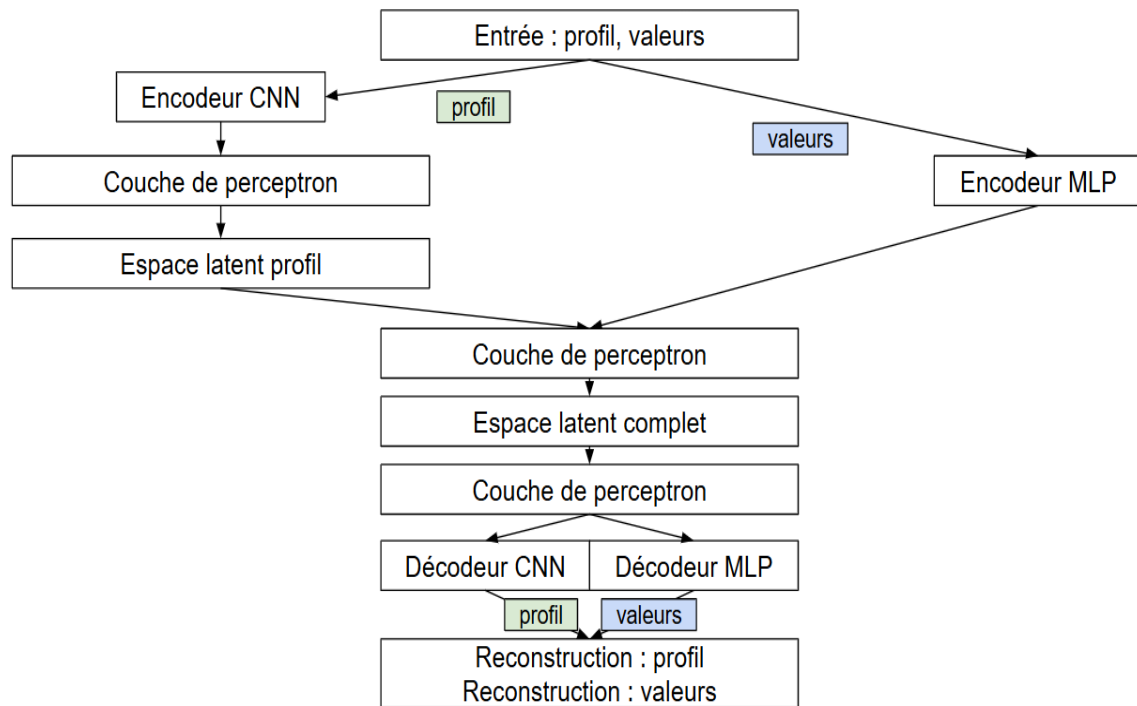 Entrée : profil, valeurs
Encodeur CNN
profil
valeurs
Couche de perceptron
Encodeur MLP
Espace latent profil
Couche de perceptron
Espace latent complet
Couche de perceptron
Décodeur CNN
Décodeur MLP
profil
valeurs
Reconstruction : profil
Reconstruction : valeurs